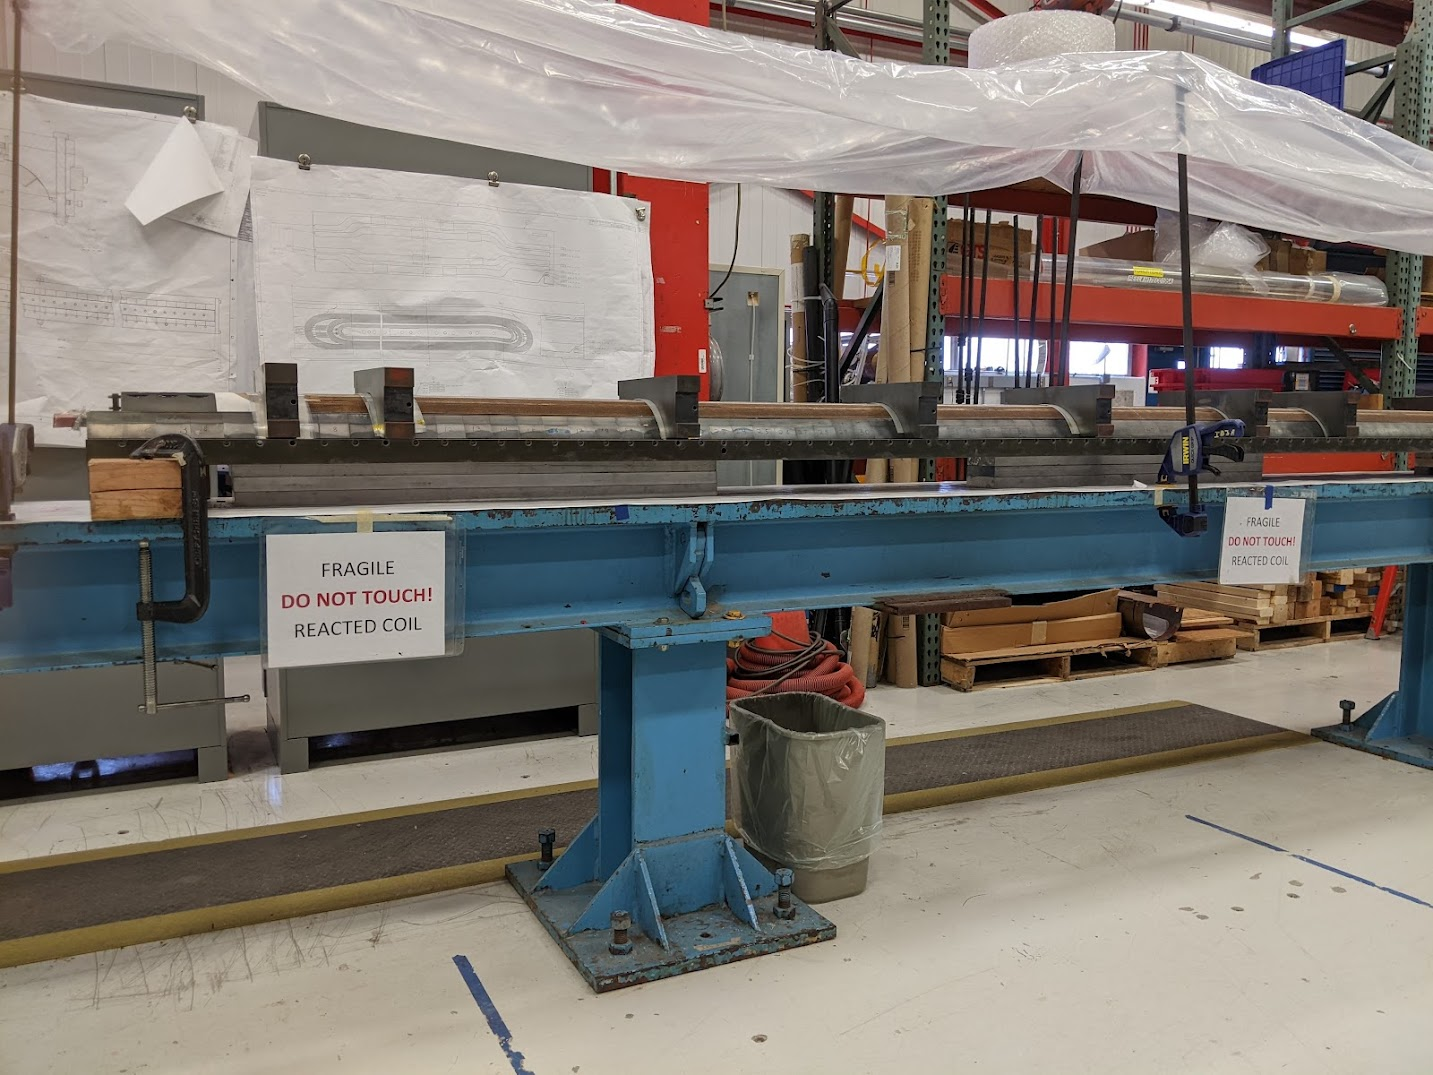 FRAGILE
DO NOT TOUCH!
REACTED COIL
IRWIN
FRAGILE
DO NOT TOUCH!
REACTED COIL